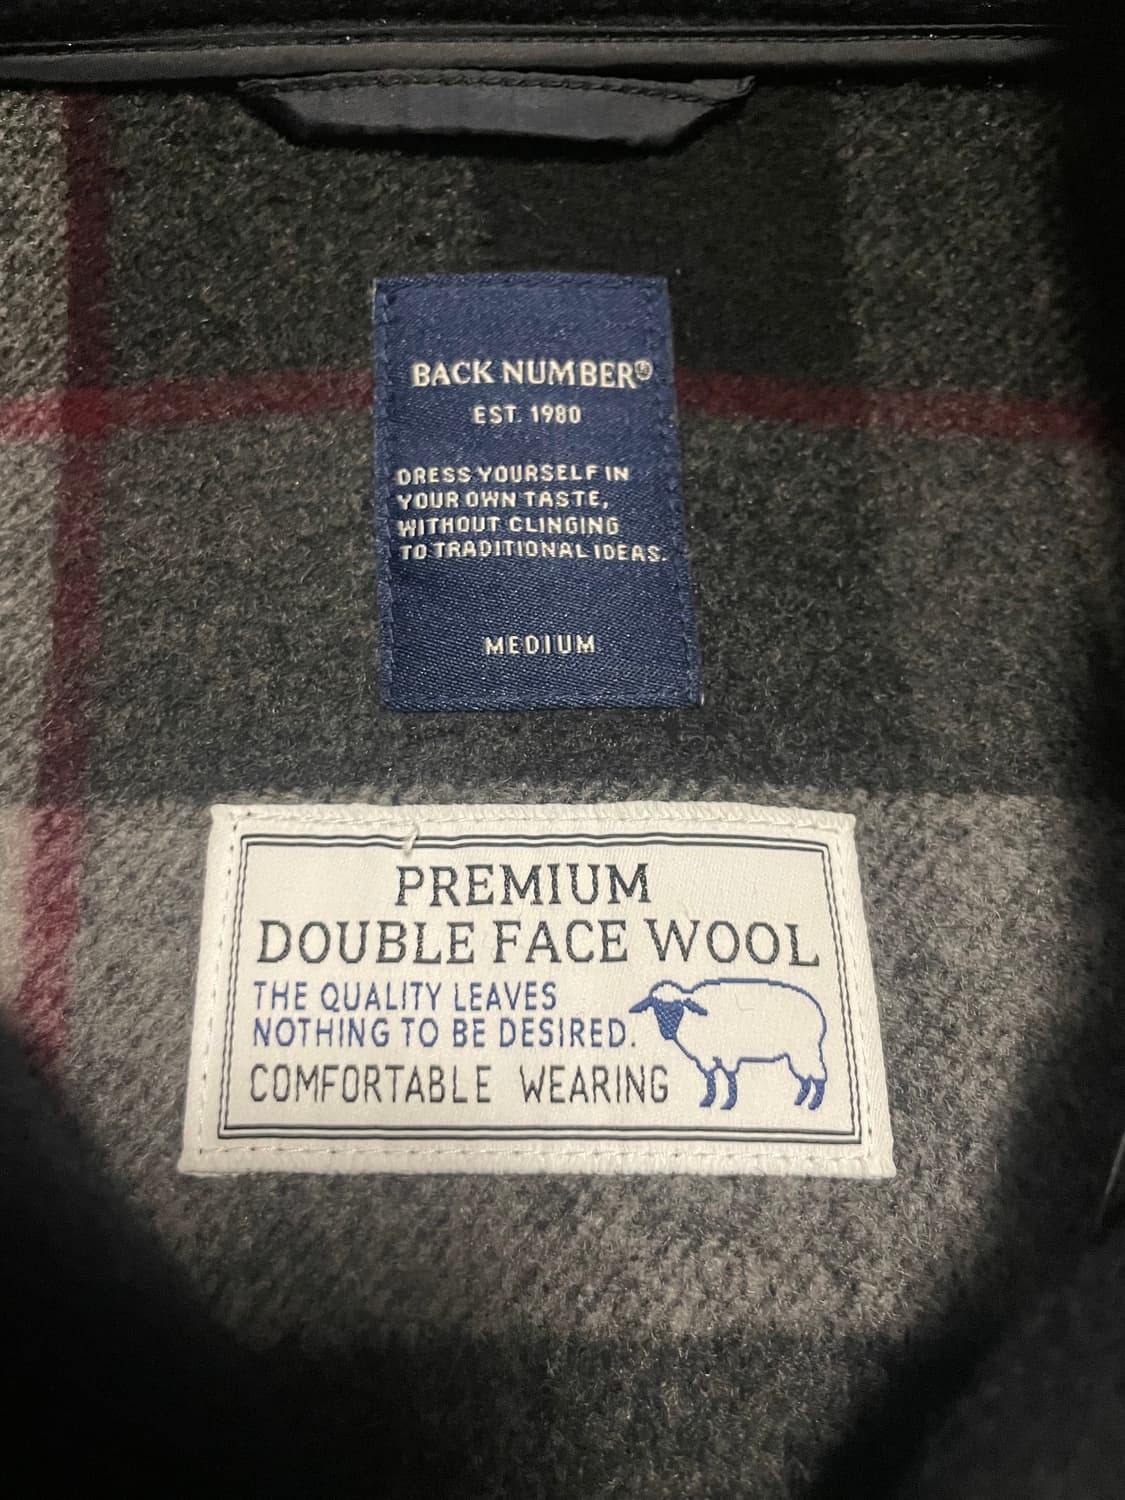 BACK NUMBER®
EST. 1980
DRESS YOURSELF IN
YOUR OWN TASTE,
WITHOUT CLINGING
TO TRADITIONAL IDEAS.
MEDIUM
PREMIUM
DOUBLE FACE WOOL
THE QUALITY LEAVES
NOTHING TO BE DESIRED.
COMFORTABLE WEARING